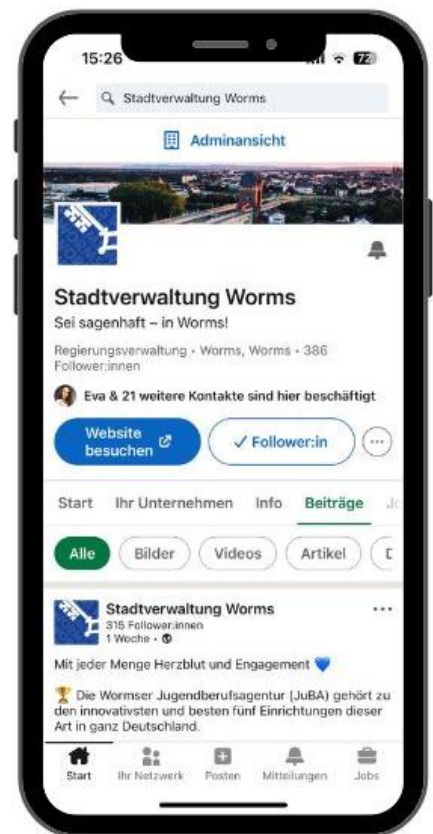 15:26
72
Stadtverwaltung Worms
Adminansicht
Stadtverwaltung Worms
Sei sagenhaft – in Worms!
Regierungsverwaltung • Worms, Worms • 386
Follower:innen
Eva & 21 weitere Kontakte sind hier beschäftigt
Website
besuchen
✓ Follower:in
Start Ihr Unternehmen Info Beiträge
Alle Bilder Videos Artikel
Stadtverwaltung Worms
315 Follower:innen
1 Woche •
Mit jeder Menge Herzblut und Engagement 💙
🏆 Die Wormser Jugendberufsagentur (JuBA) gehört zu
den innovativsten und besten fünf Einrichtungen dieser
Art in ganz Deutschland.
Start Ihr Netzwerk Posten Mitteilungen Jobs